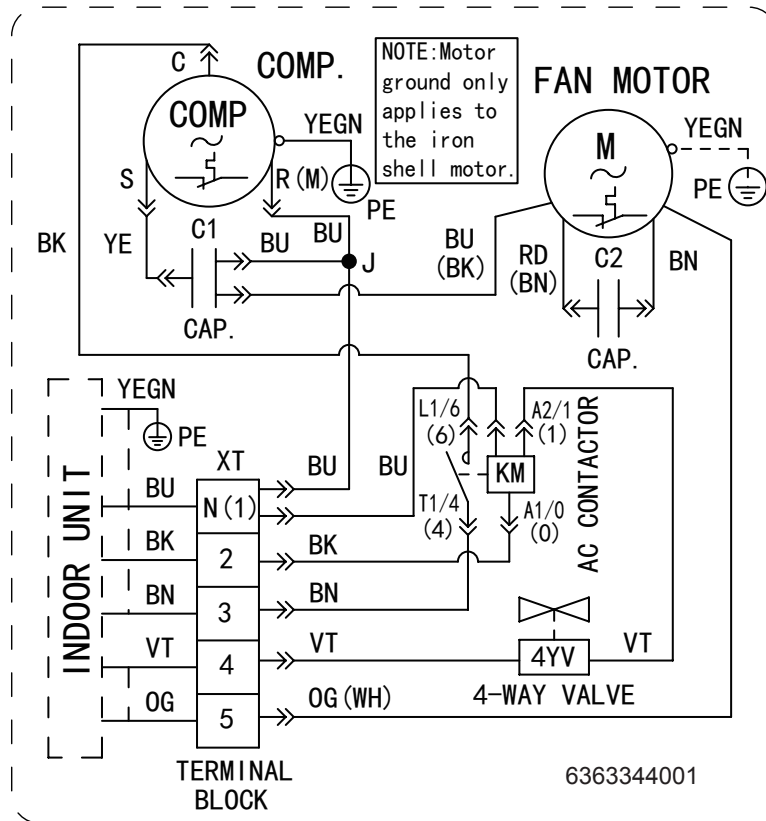 C
COMP.
COMP
YEGN
S
R(M)
PE
NOTE:Motor
ground only
applies to
the iron
shell motor.
FAN MOTOR
M
YEGN
PE
BK
YE
C1
BU
BU
J
CAP.
BU
(BK)
RD
(BN)
C2
BN
CAP.
INDOOR UNIT
YEGN
PE
XT
BU
N(1)
BU
BU
BK
2
BK
BN
3
BN
VT
4
VT
OG
5
OG(WH)
TERMINAL
BLOCK
L1/6
(6)
A2/1
(1)
KM
T1/4
(4)
A1/0
(0)
AC CONTACTOR
4YV
VT
4-WAY VALVE
6363344001